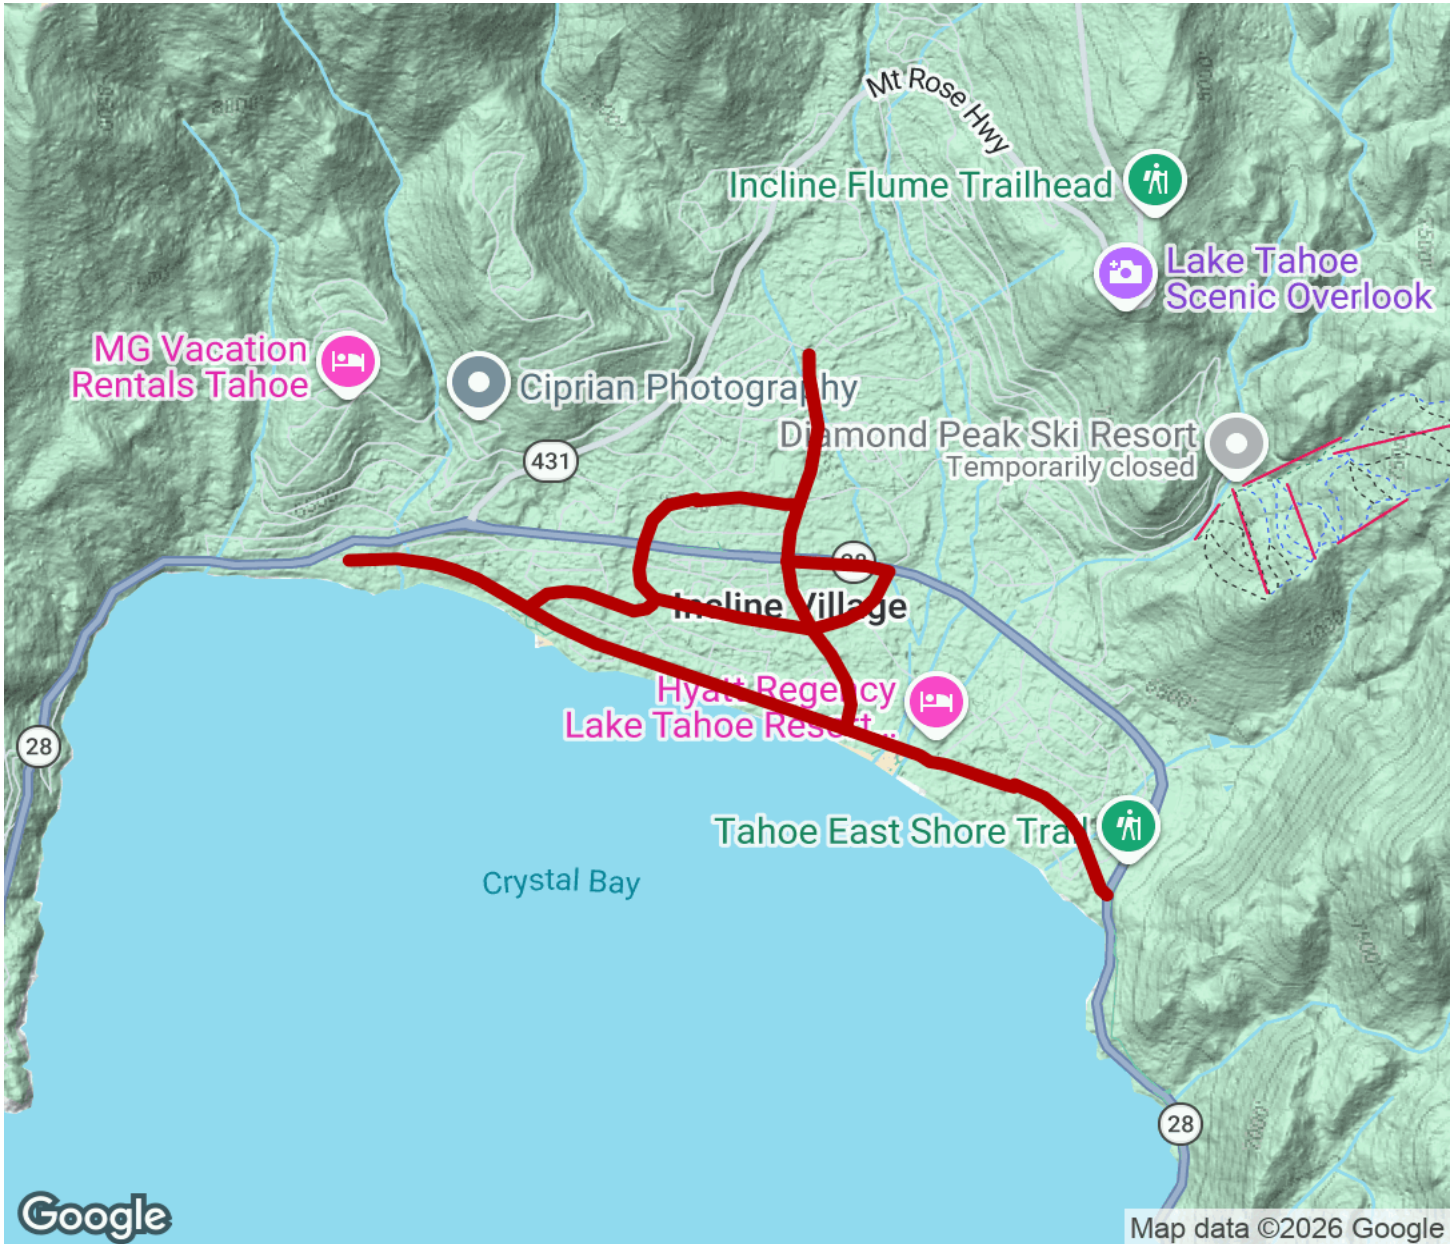 Mt Rose Hwy
Incline Flume Trailhead
Lake Tahoe
Scenic Overlook
MG Vacation
Rentals Tahoe
Ciprian Photography
Diamond Peak Ski Resort
Temporarily closed
431
28
Incline Village
Hyatt Regency
Lake Tahoe Resort...
28
Tahoe East Shore Trail
Crystal Bay
28
Google
Map data ©2026 Google